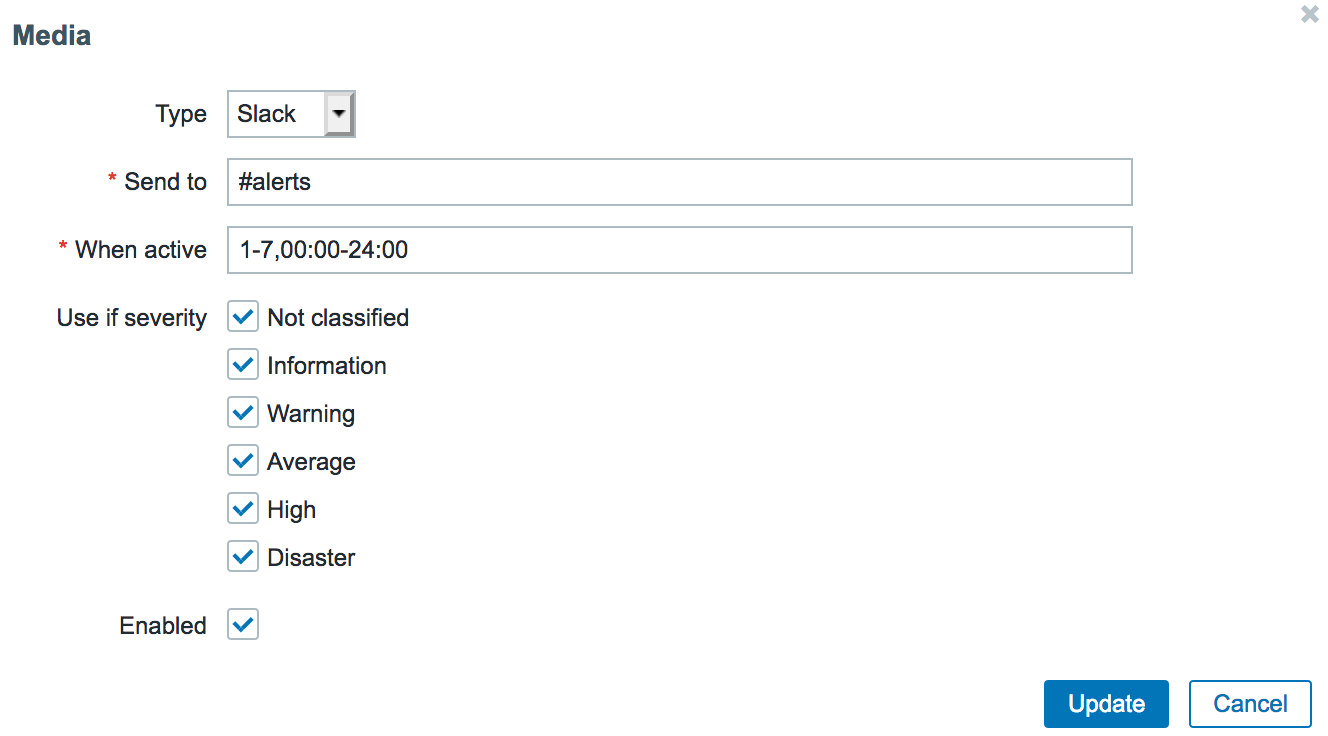 Media
Type Slack
* Send to #alerts
* When active 1-7,00:00-24:00
Use if severity Not classified
Information
Warning
Average
High
Disaster
Enabled
Update Cancel